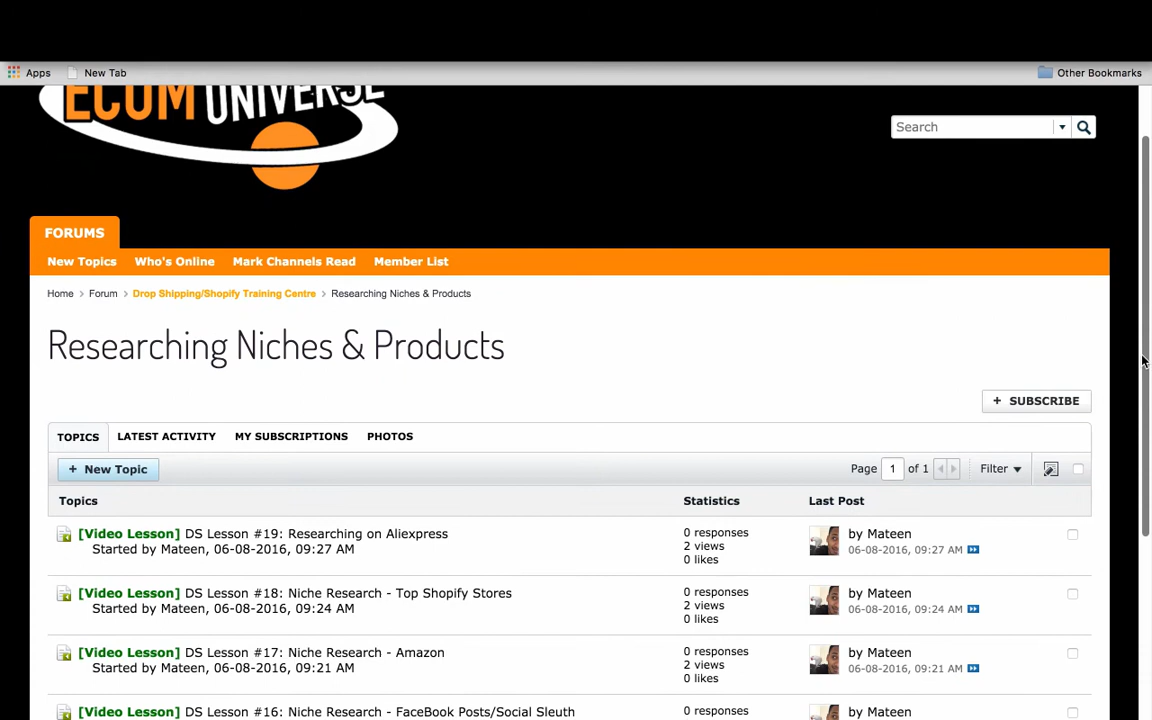 Apps New Tab Other Bookmarks
ECOM UNIVERSE
Search
FORUMS
New Topics Who's Online Mark Channels Read Member List
Home > Forum > Drop Shipping/Shopify Training Centre > Researching Niches & Products
Researching Niches & Products
+ SUBSCRIBE
TOPICS LATEST ACTIVITY MY SUBSCRIPTIONS PHOTOS
+ New Topic Page 1 of 1 Filter
Topics Statistics Last Post
[Video Lesson] DS Lesson #19: Researching on Aliexpress
Started by Mateen, 06-08-2016, 09:27 AM
0 responses
2 views
0 likes
by Mateen
06-08-2016, 09:27 AM
[Video Lesson] DS Lesson #18: Niche Research - Top Shopify Stores
Started by Mateen, 06-08-2016, 09:24 AM
0 responses
2 views
0 likes
by Mateen
06-08-2016, 09:24 AM
[Video Lesson] DS Lesson #17: Niche Research - Amazon
Started by Mateen, 06-08-2016, 09:21 AM
0 responses
2 views
0 likes
by Mateen
06-08-2016, 09:21 AM
[Video Lesson] DS Lesson #16: Niche Research - FaceBook Posts/Social Sleuth
0 responses
by Mateen